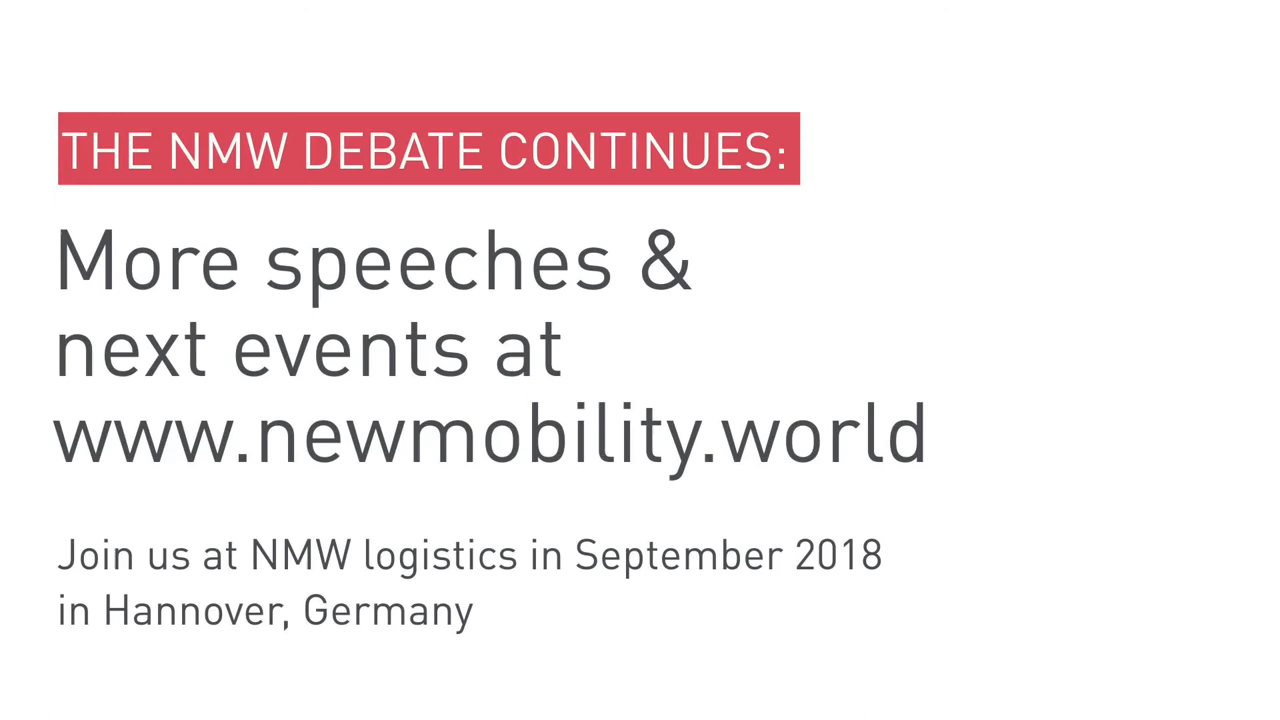 THE NMW DEBATE CONTINUES:
More speeches &
next events at
www.newmobility.world
Join us at NMW logistics in September 2018
in Hannover, Germany